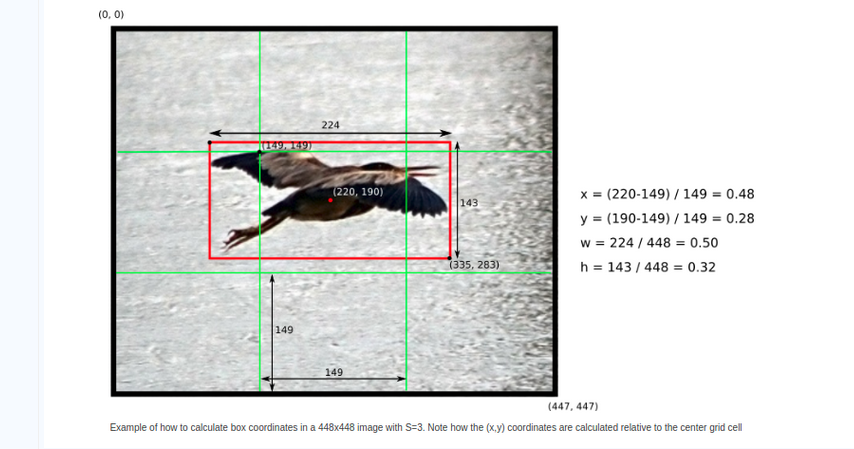 (0, 0)
224
(149, 149)
(220, 190)
143
(335, 283)
149
149
(447, 447)
x = (220-149) / 149 = 0.48
y = (190-149) / 149 = 0.28
w = 224 / 448 = 0.50
h = 143 / 448 = 0.32
Example of how to calculate box coordinates in a 448x448 image with S=3. Note how the (x,y) coordinates are calculated relative to the center grid cell